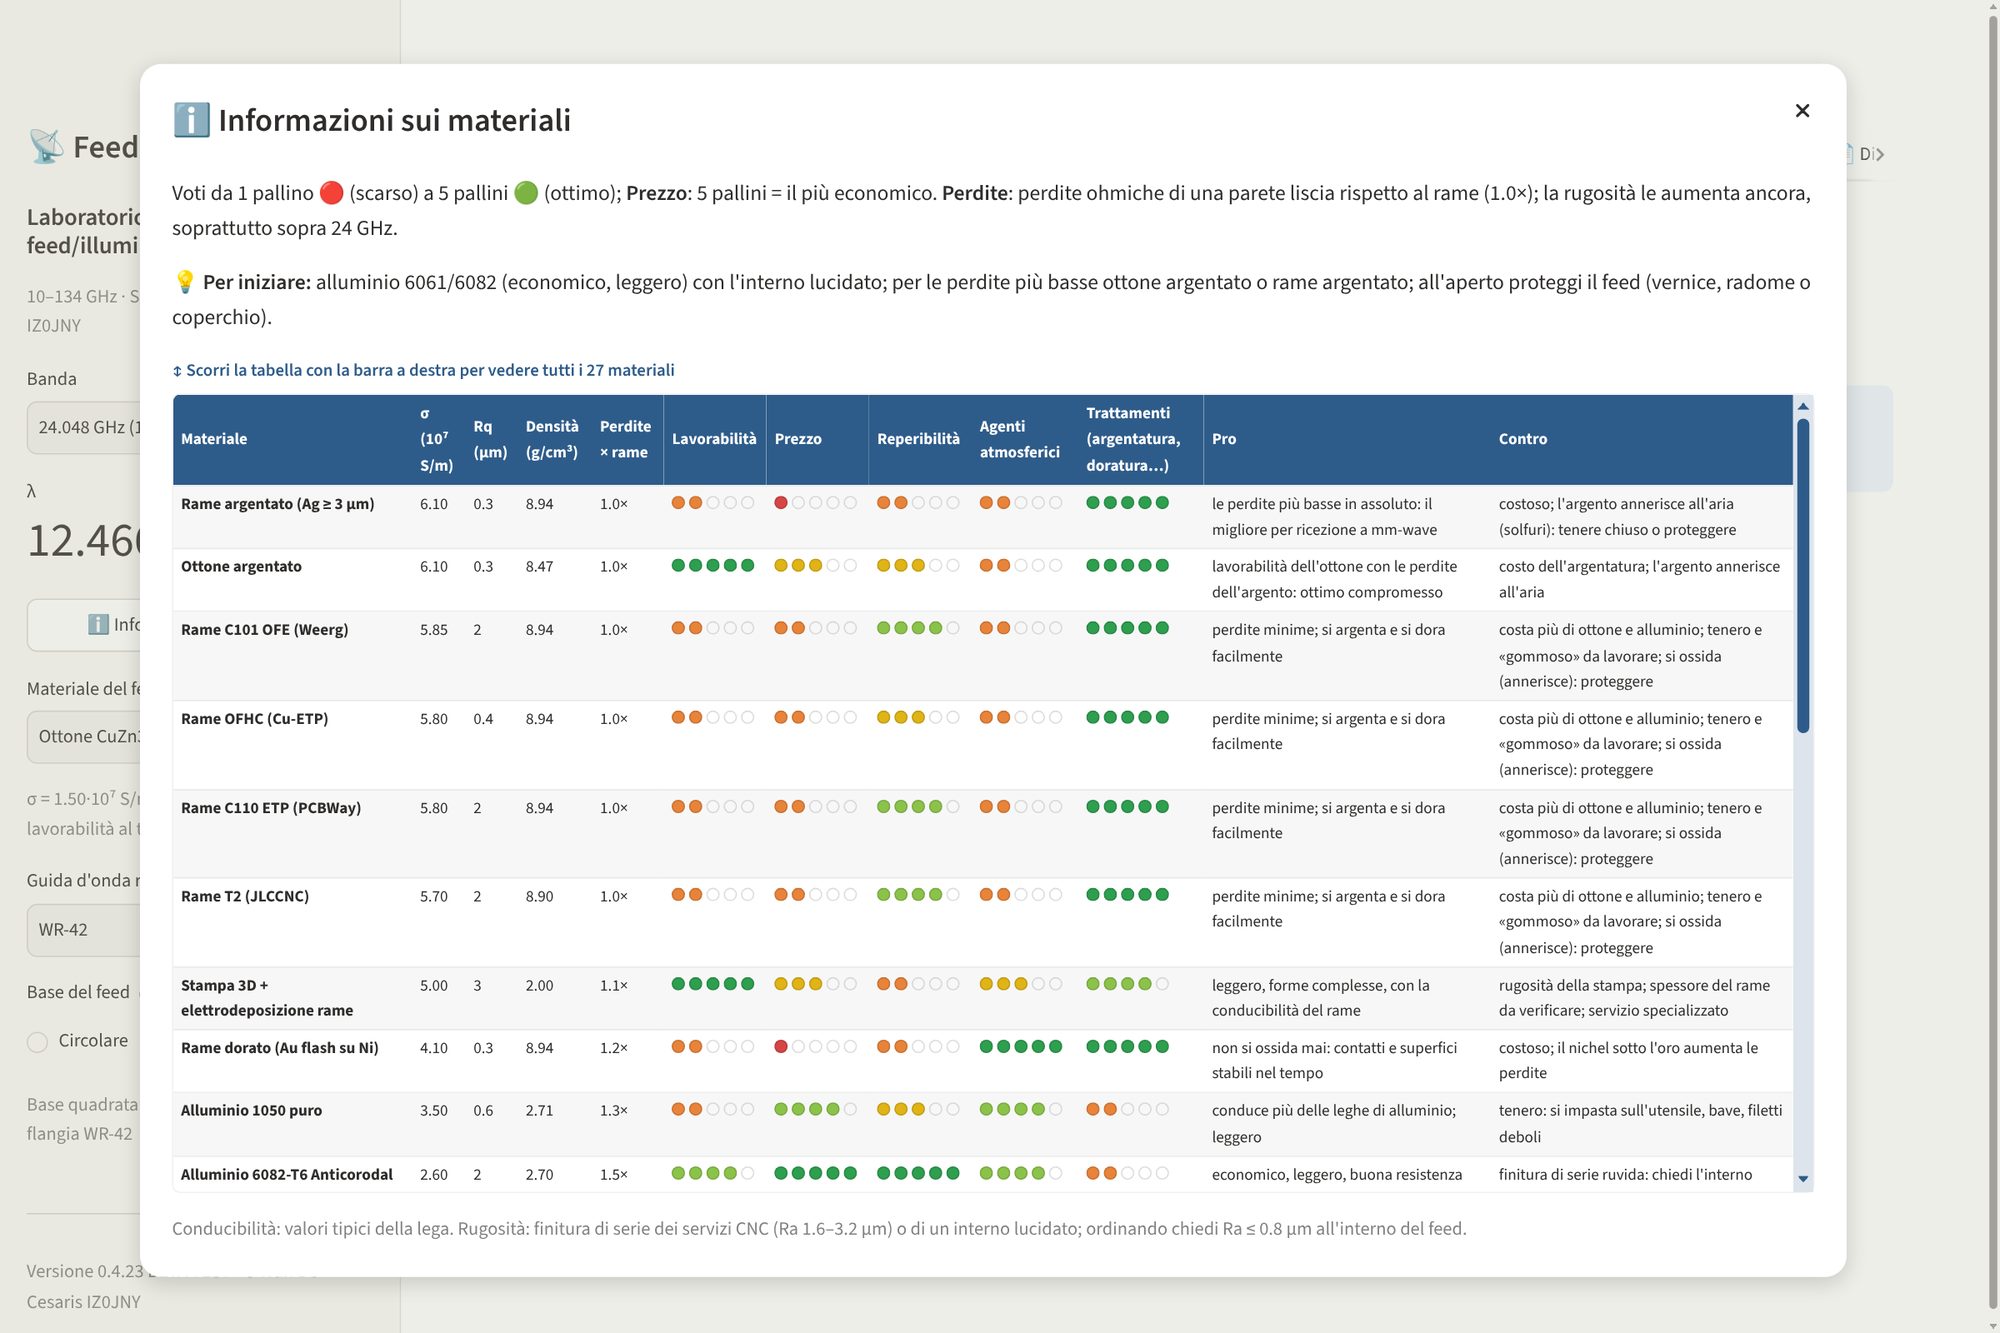 Informazioni sui materiali
×
Voti da 1 pallino 🔴 (scarso) a 5 pallini 🟢 (ottimo); Prezzo: 5 pallini = il più economico. Perdite: perdite ohmiche di una parete liscia rispetto al rame (1.0×); la rugosità le aumenta ancora,
soprattutto sopra 24 GHz.
💡 Per iniziare: alluminio 6061/6082 (economico, leggero) con l'interno lucidato; per le perdite più basse ottone argentato o rame argentato; all'aperto proteggi il feed (vernice, radome o
coperchio).
↕ Scorri la tabella con la barra a destra per vedere tutti i 27 materiali
Materiale σ (10⁷ S/m) Rq (µm) Densità (g/cm³) Perdite × rame Lavorabilità Prezzo Reperibilità Agenti atmosferici Trattamenti (argentatura, doratura…) Pro Contro
Rame argentato (Ag ≥ 3 µm) 6.10 0.3 8.94 1.0× le perdite più basse in assoluto: il costoso; l'argento annerisce all'aria
migliore per ricezione a mm-wave (solfuri): tenere chiuso o proteggere
Ottone argentato 6.10 0.3 8.47 1.0× lavorabilità dell'ottone con le perdite costo dell'argentatura; l'argento annerisce
dell'argento: ottimo compromesso all'aria
Rame C101 OFE (Weerg) 5.85 2 8.94 1.0× perdite minime; si argenta e si dora costa più di ottone e alluminio; tenero e
facilmente «gommoso» da lavorare; si ossida
(annerisce): proteggere
Rame OFHC (Cu-ETP) 5.80 0.4 8.94 1.0× perdite minime; si argenta e si dora costa più di ottone e alluminio; tenero e
facilmente «gommoso» da lavorare; si ossida
(annerisce): proteggere
Rame C110 ETP (PCBWay) 5.80 2 8.94 1.0× perdite minime; si argenta e si dora costa più di ottone e alluminio; tenero e
facilmente «gommoso» da lavorare; si ossida
(annerisce): proteggere
Rame T2 (JLCCNC) 5.70 2 8.90 1.0× perdite minime; si argenta e si dora costa più di ottone e alluminio; tenero e
facilmente «gommoso» da lavorare; si ossida
(annerisce): proteggere
Stampa 3D + 5.00 3 2.00 1.1× leggero, forme complesse, con la rugosità della stampa; spessore del rame
elettrodeposizione rame conducibilità del rame da verificare; servizio specializzato
Rame dorato (Au flash su Ni) 4.10 0.3 8.94 1.2× non si ossida mai: contatti e superfici costoso; il nichel sotto l'oro aumenta le
stabili nel tempo perdite
Alluminio 1050 puro 3.50 0.6 2.71 1.3× conduce più delle leghe di alluminio; tenero: si impasta sull'utensile, bave, filetti
leggero deboli
Alluminio 6082-T6 Anticorodal 2.60 2 2.70 1.5× economico, leggero, buona resistenza finitura di serie ruvida: chiedi l'interno
Conducibilità: valori tipici della lega. Rugosità: finitura di serie dei servizi CNC (Ra 1.6–3.2 µm) o di un interno lucidato; ordinando chiedi Ra ≤ 0.8 µm all'interno del feed.
Feed
Laboratorio
feed/illumi
10–134 GHz · S
IZ0JNY
Banda
24.048 GHz (1
λ
12.466
Info
Materiale del fe
Ottone CuZn3
σ = 1.50·10⁷ S/
lavorabilità al t
Guida d'onda r
WR-42
Base del feed
Circolare
Base quadrata
flangia WR-42
Versione 0.4.23
Cesaris IZ0JNY
Di